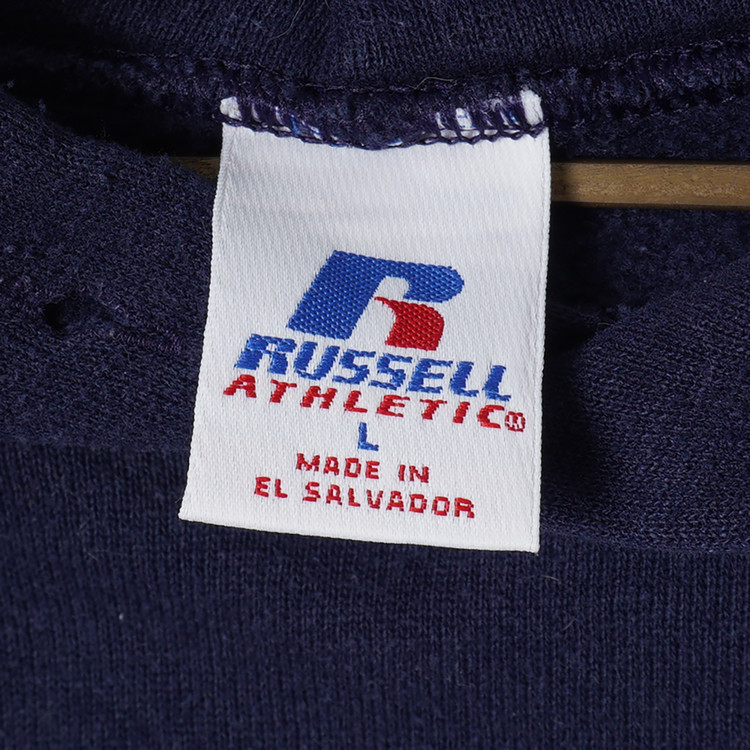 R
RUSSELL
ATHLETIC®
L
MADE IN
EL SALVADOR